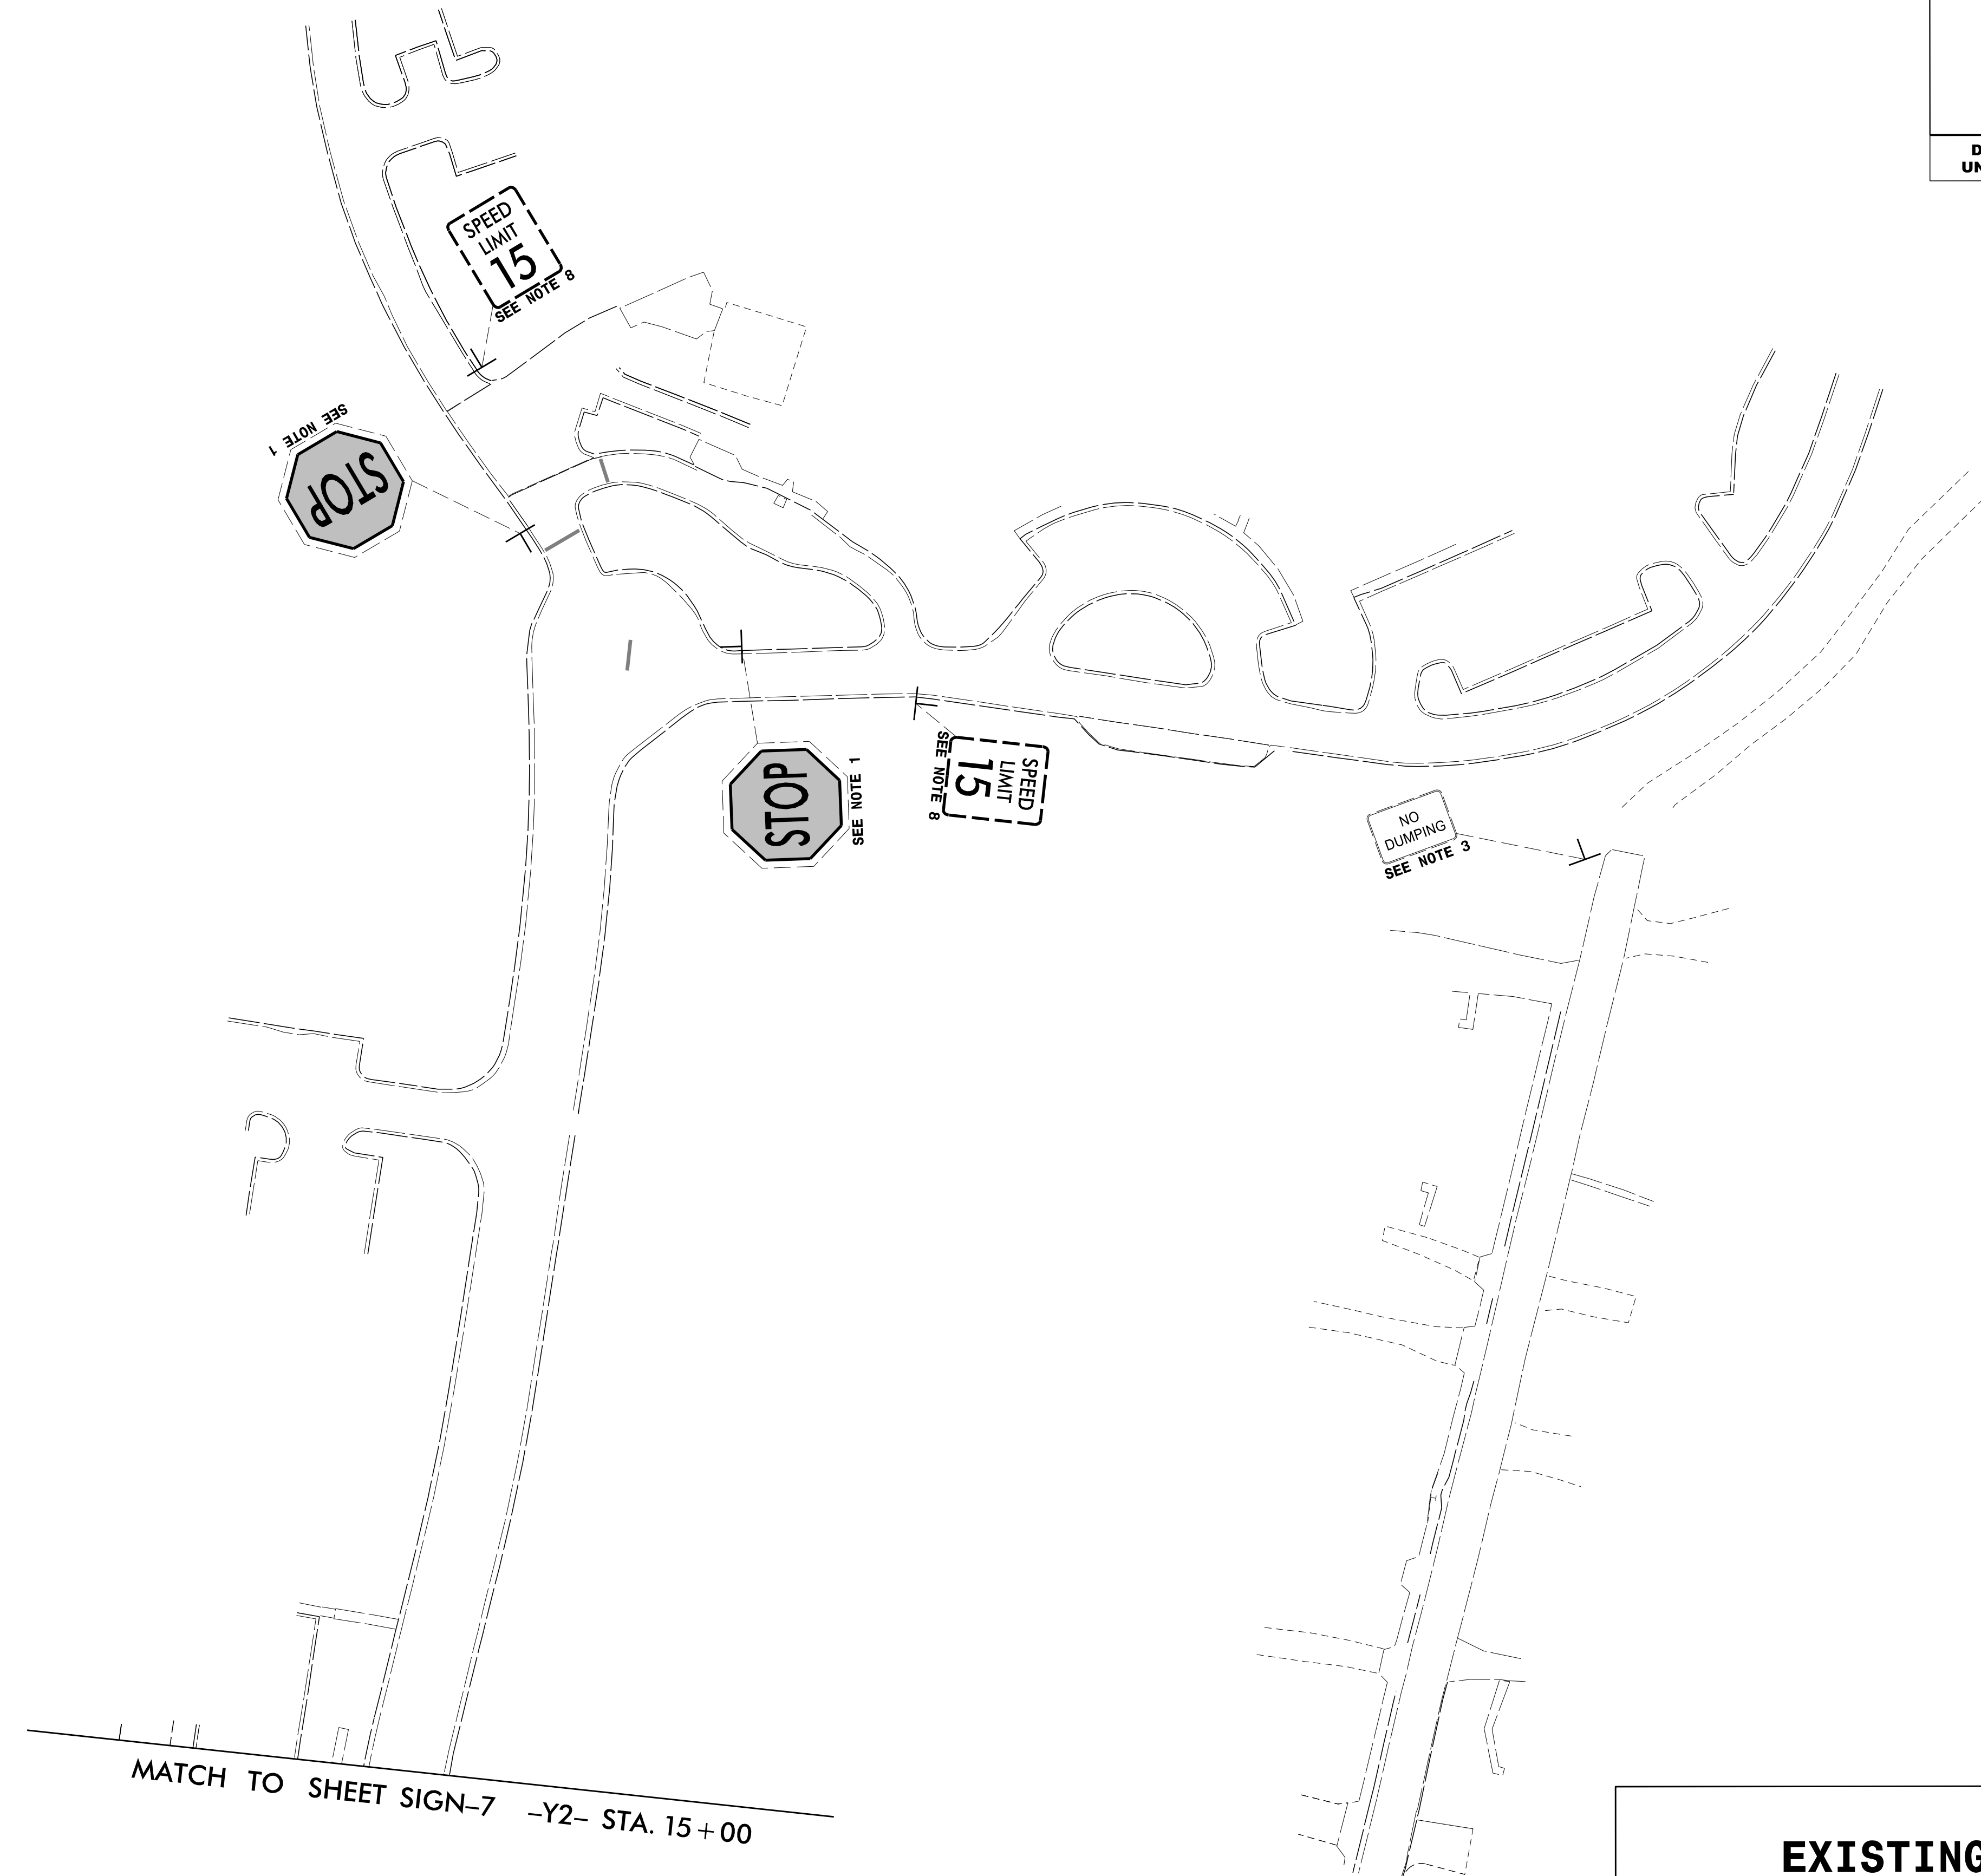 SPEED
LIMIT
15
SEE NOTE 8
SEE NOTE 1
STOP
STOP
SEE NOTE 1
SEE NOTE 8
SPEED
LIMIT
15
NO
DUMPING
SEE NOTE 3
MATCH TO SHEET SIGN–7 –Y2– STA. 15+00
EXISTING
D
UN